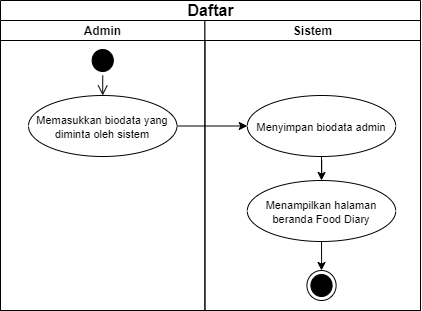 Daftar
Admin
Sistem
Memasukkan biodata yang
diminta oleh sistem
Menyimpan biodata admin
Menampilkan halaman
beranda Food Diary